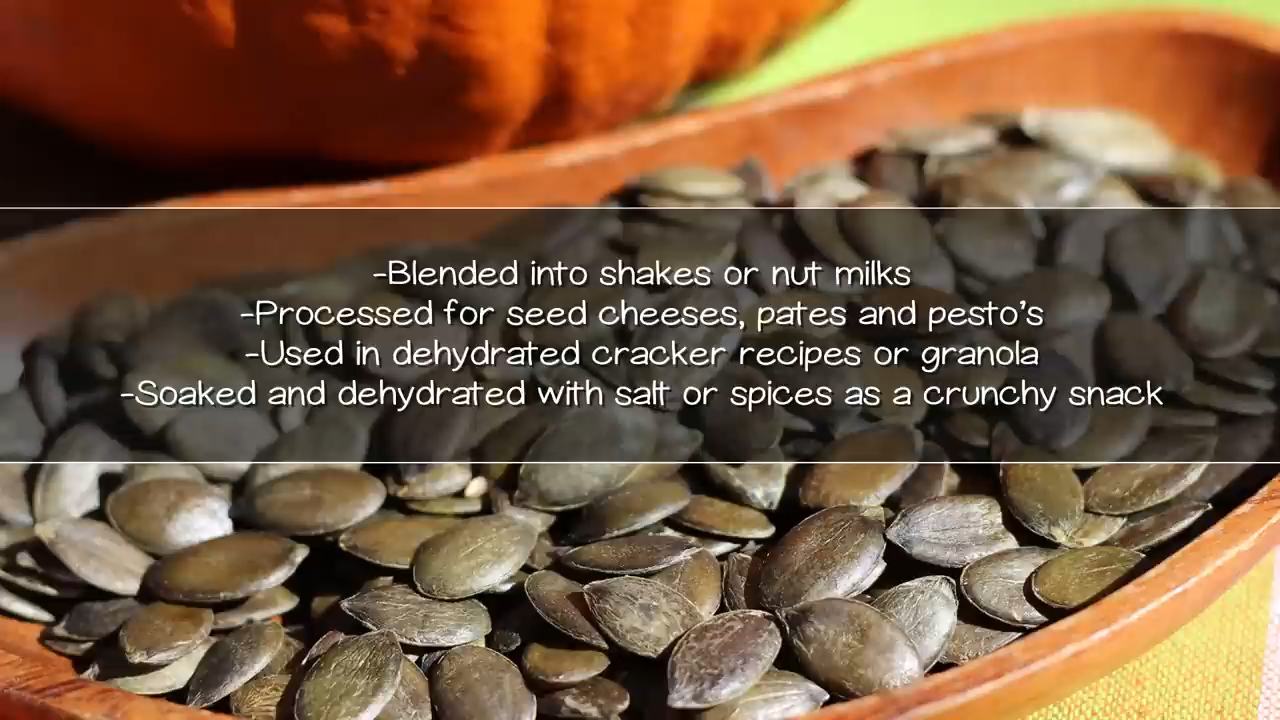 -Blended into shakes or nut milks
-Processed for seed cheeses, pates and pesto's
-Used in dehydrated cracker recipes or granola
-Soaked and dehydrated with salt or spices as a crunchy snack